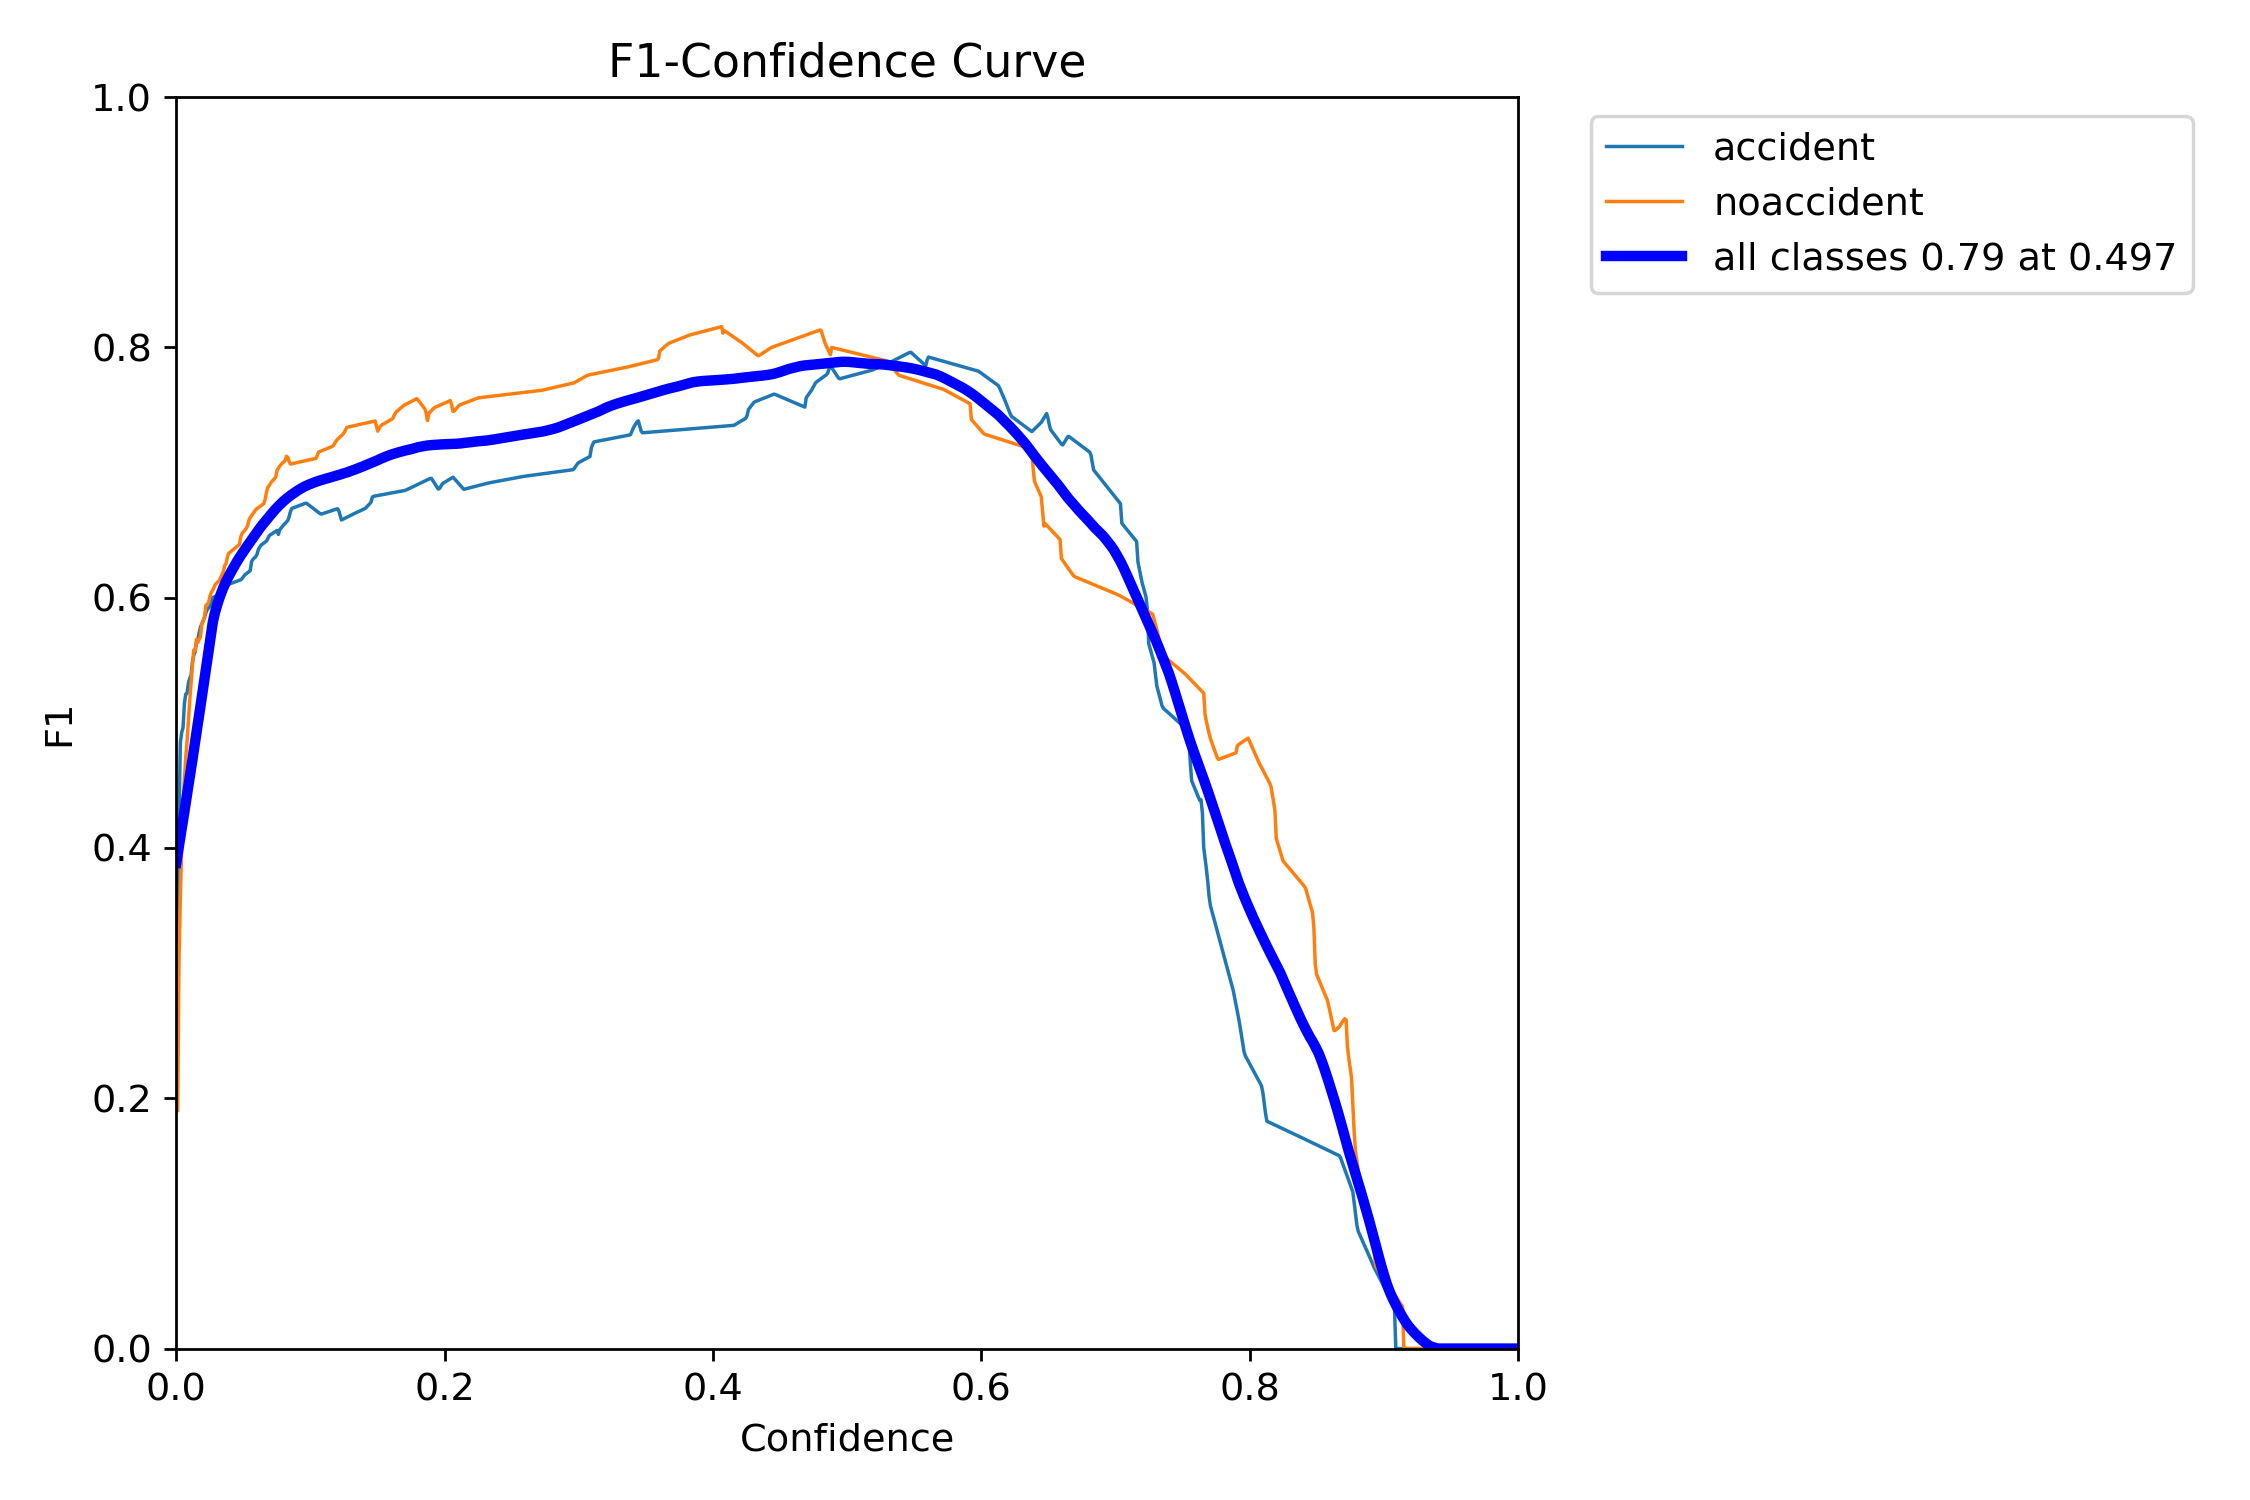 F1-Confidence Curve
1.0
0.8
0.6
0.4
0.2
0.0
F1
0.0 0.2 0.4 0.6 0.8 1.0
Confidence
accident
noaccident
all classes 0.79 at 0.497